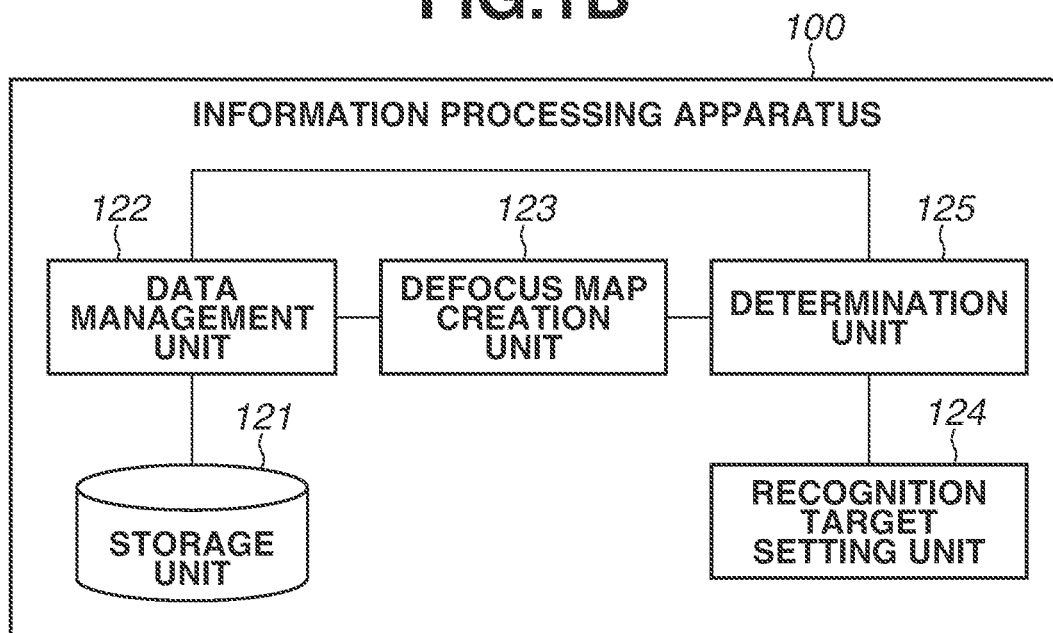 FIG.1B
100
INFORMATION PROCESSING APPARATUS
122
123
125
DATA
MANAGEMENT
UNIT
DEFOCUS MAP
CREATION
UNIT
DETERMINATION
UNIT
121
124
STORAGE
UNIT
RECOGNITION
TARGET
SETTING UNIT